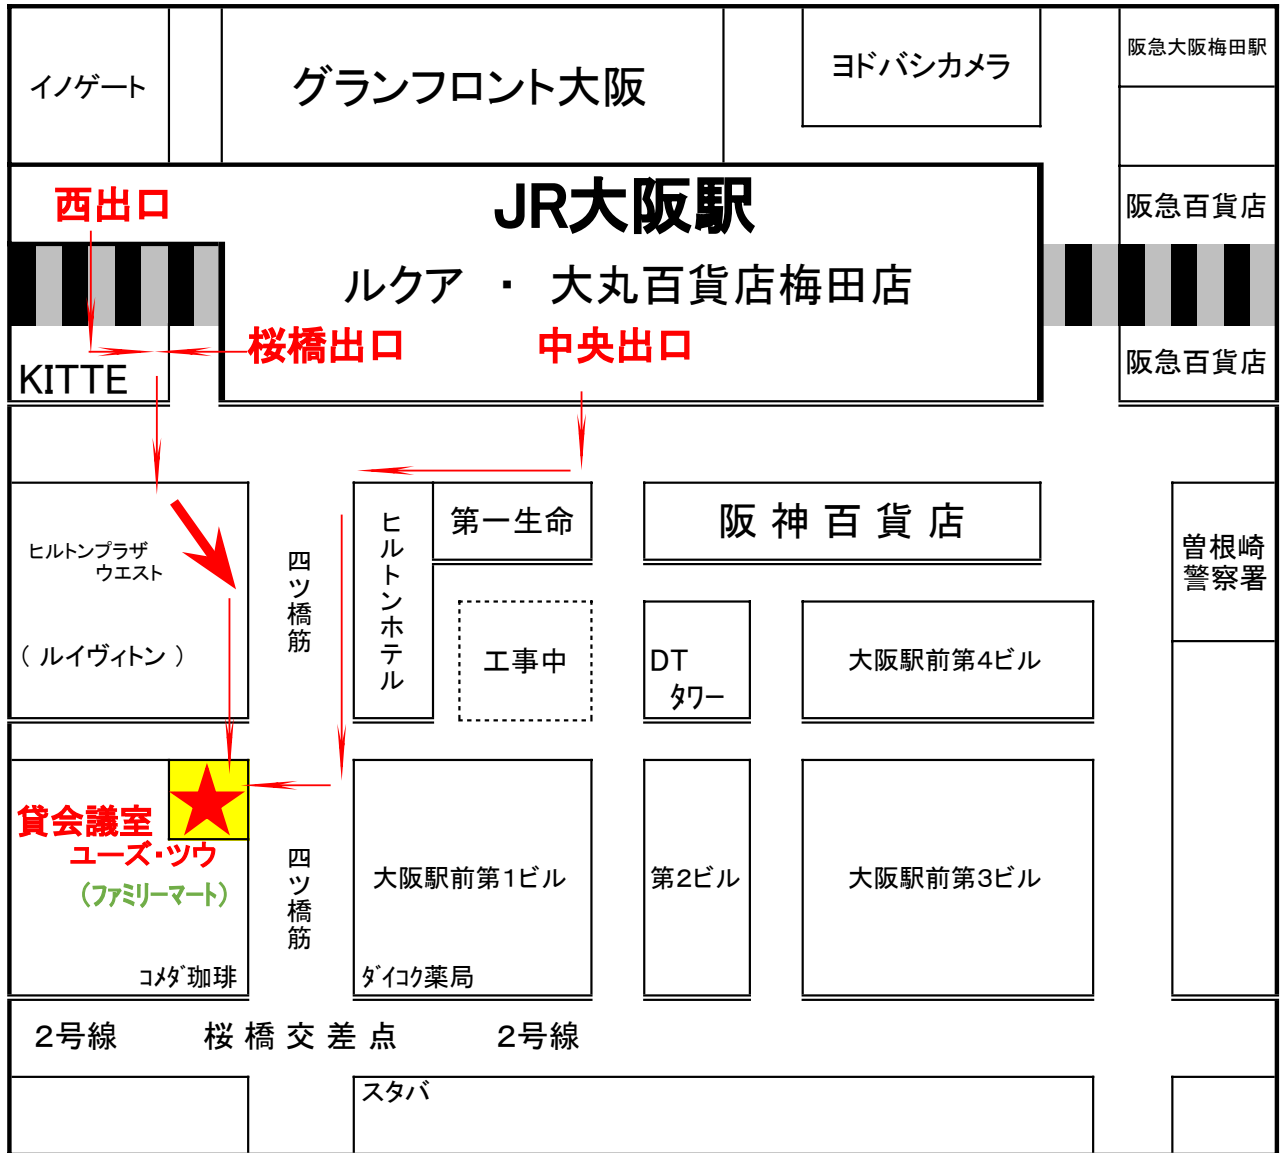 イノゲート
グランフロント大阪
ヨドバシカメラ
阪急大阪梅田駅
西出口
JR大阪駅
阪急百貨店
ルクア ・ 大丸百貨店梅田店
桜橋出口
中央出口
KITTE
阪急百貨店
ヒルトンプラザ
ウエスト
(ルイヴィトン)
四ツ橋筋
ヒルトンホテル
第一生命
阪神百貨店
曽根崎
警察署
工事中
DT
タワー
大阪駅前第4ビル
貸会議室
ユーズ・ツウ
(ファミリーマート)
コメダ珈琲
四ツ橋筋
大阪駅前第1ビル
ダイコク薬局
第2ビル
大阪駅前第3ビル
2号線
桜橋交差点
2号線
スタバ